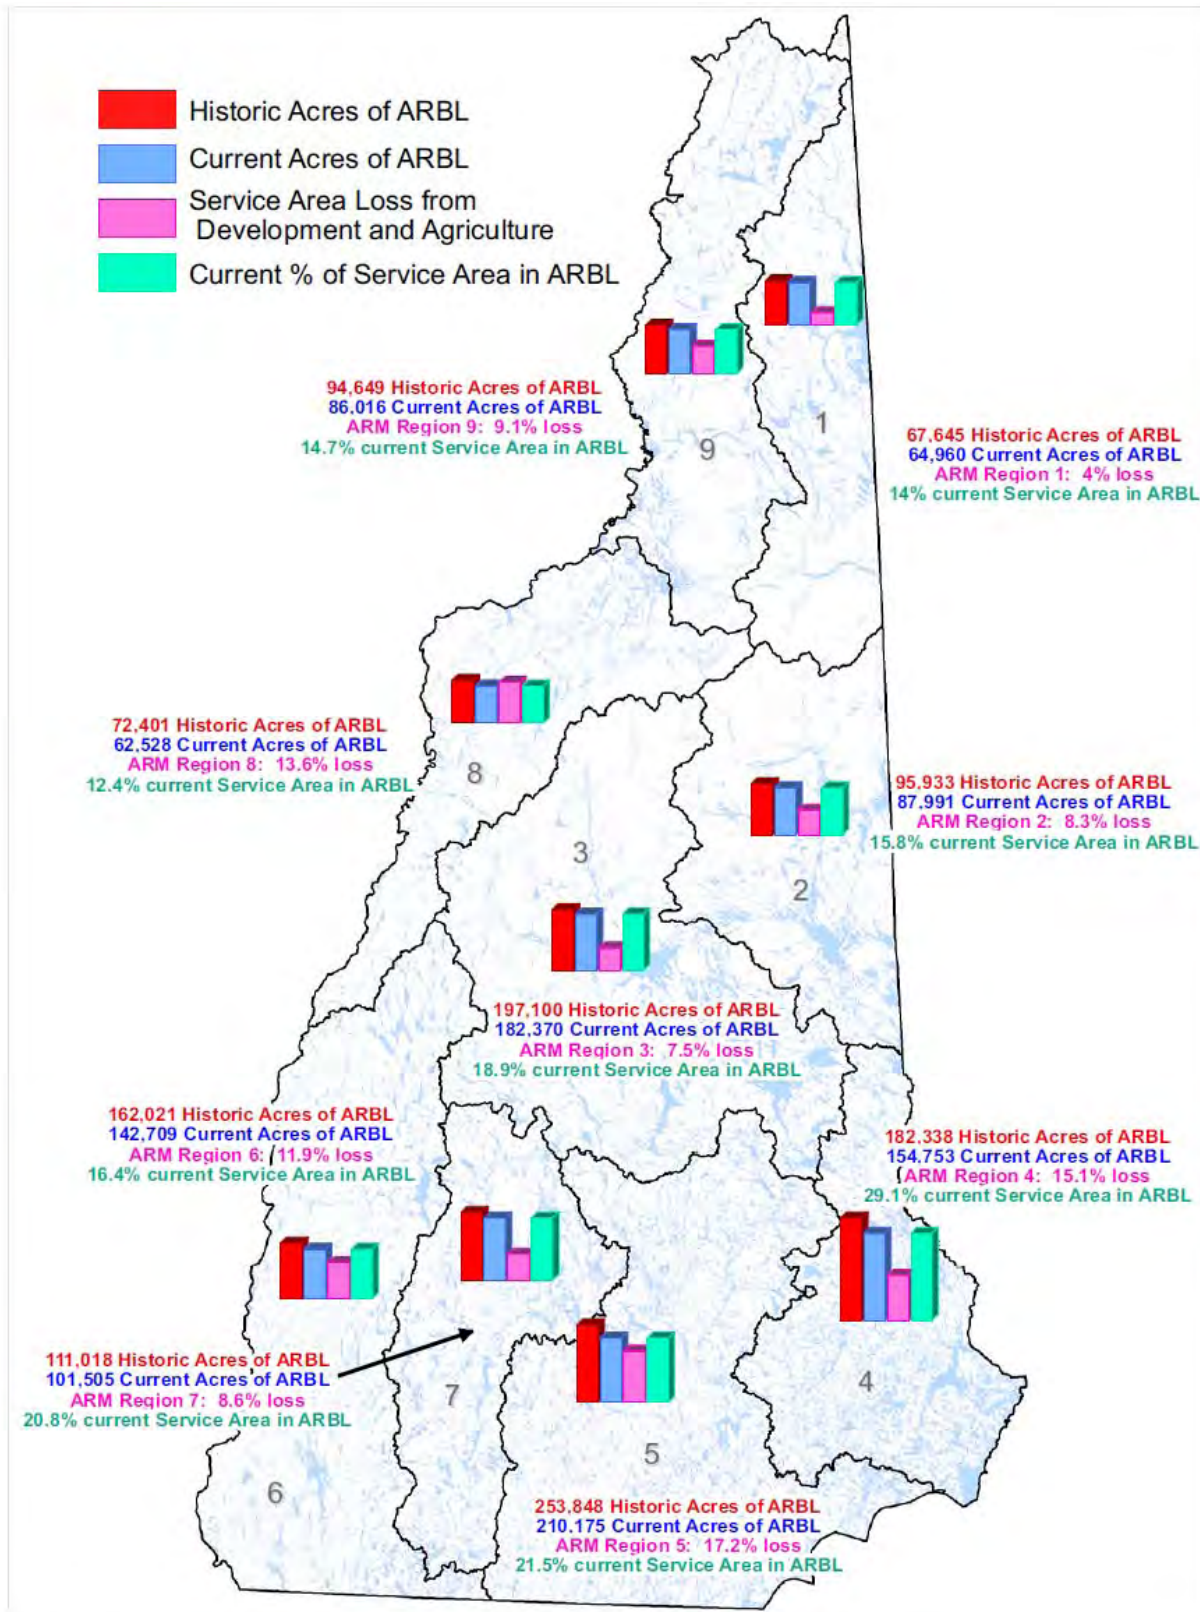 Historic Acres of ARBL
Current Acres of ARBL
Service Area Loss from
Development and Agriculture
Current % of Service Area in ARBL
94,649 Historic Acres of ARBL
86,016 Current Acres of ARBL
ARM Region 9: 9.1% loss
14.7% current Service Area in ARBL
9
1
67,645 Historic Acres of ARBL
64,960 Current Acres of ARBL
ARM Region 1: 4% loss
14% current Service Area in ARBL
72,401 Historic Acres of ARBL
62,528 Current Acres of ARBL
ARM Region 8: 13.6% loss
12.4% current Service Area in ARBL
8
3
2
95,933 Historic Acres of ARBL
87,991 Current Acres of ARBL
ARM Region 2: 8.3% loss
15.8% current Service Area in ARBL
197,100 Historic Acres of ARBL
182,370 Current Acres of ARBL
ARM Region 3: 7.5% loss
18.9% current Service Area in ARBL
162,021 Historic Acres of ARBL
142,709 Current Acres of ARBL
ARM Region 6: 11.9% loss
16.4% current Service Area in ARBL
182,338 Historic Acres of ARBL
154,753 Current Acres of ARBL
ARM Region 4: 15.1% loss
29.1% current Service Area in ARBL
111,018 Historic Acres of ARBL
101,505 Current Acres of ARBL
ARM Region 7: 8.6% loss
20.8% current Service Area in ARBL
7
4
5
6
253,848 Historic Acres of ARBL
210.175 Current Acres of ARBL
ARM Region 5: 17.2% loss
21.5% current Service Area in ARBL